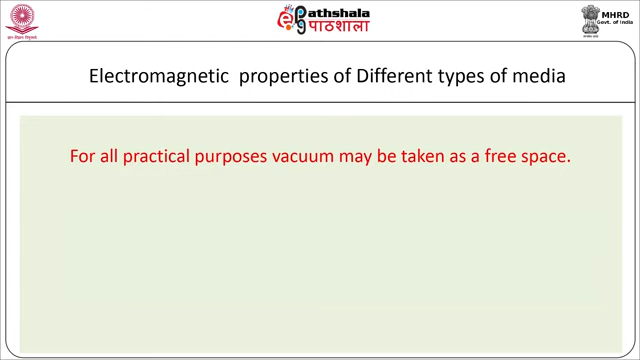 ePathshala
पाठशाला
MHRD
Govt. of India
Electromagnetic properties of Different types of media
For all practical purposes vacuum may be taken as a free space.